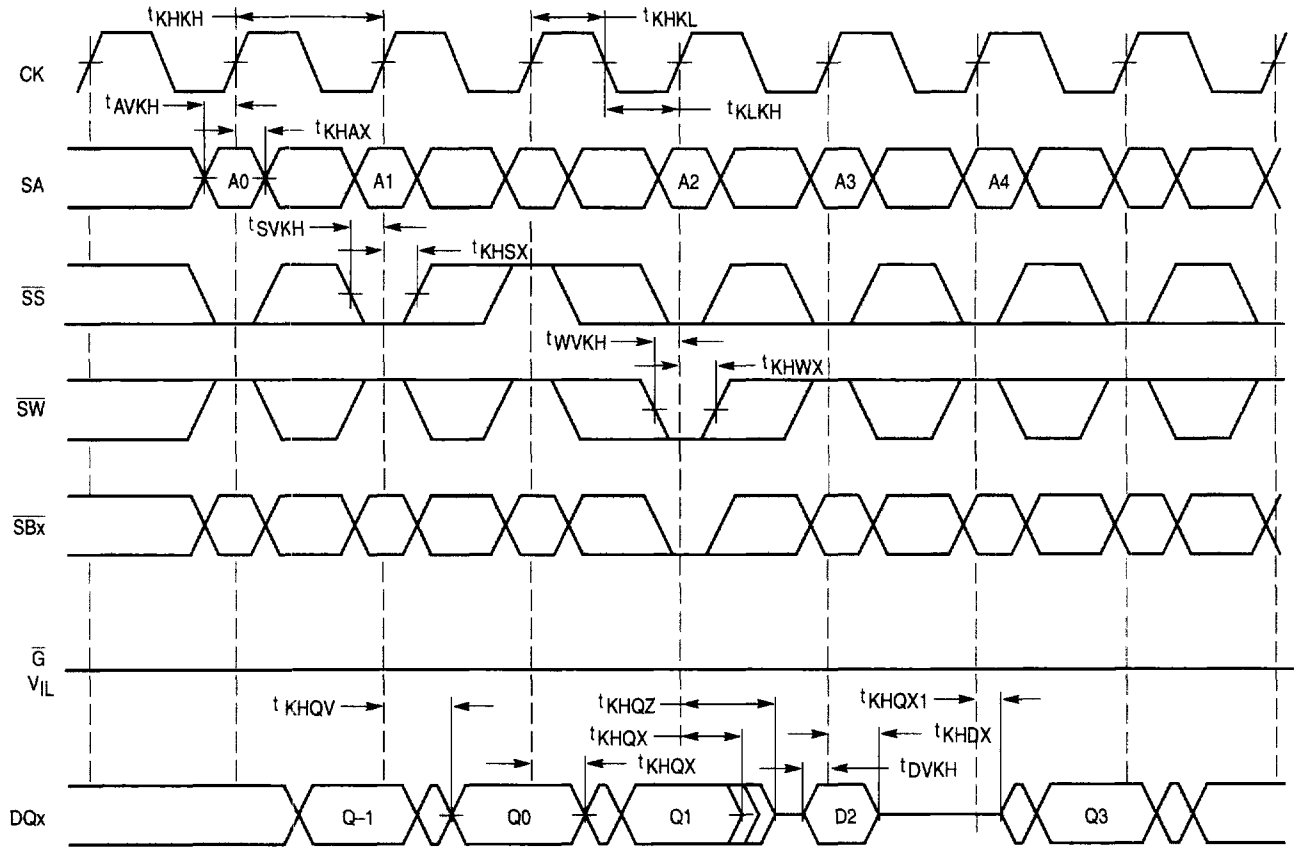 tKHKH
tKHKL
CK
tAVKH
tKHAX
tKLKH
SA
A0
A1
A2
A3
A4
tSVKH
tKHSX
SS
tWVKH
tKHWX
SW
SBx
G
VIL
tKHQV
tKHQZ
tKHQX1
tKHQX
tKHDX
tKHQX
tDVKH
DQx
Q–1
Q0
Q1
D2
Q3